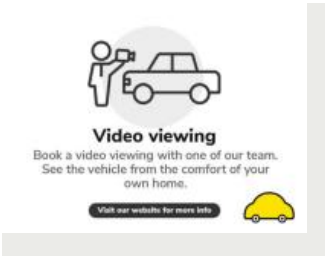 Video viewing
Book a video viewing with one of our team.
See the vehicle from the comfort of your
own home.
Visit our website for more info